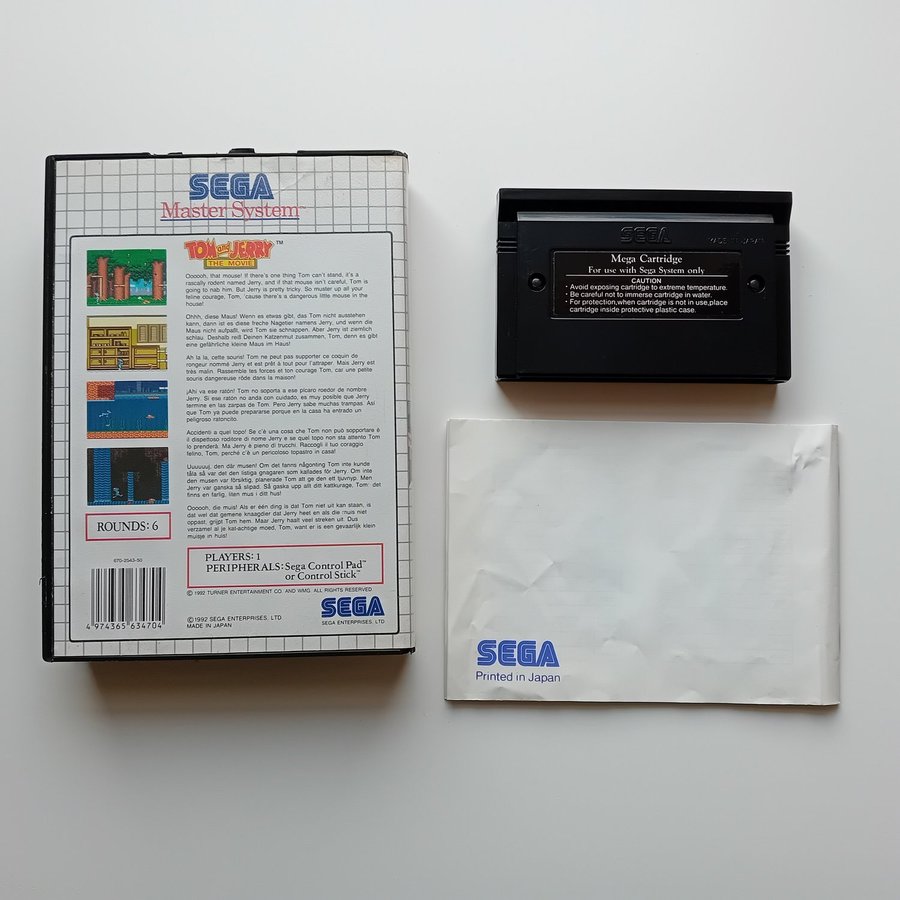 SEGA
Master System™
TOM and JERRY™
THE MOVIE
Oooooh, that mouse! If there's one thing Tom can't stand, it's a
rascally rodent named Jerry, and if that mouse isn't careful, Tom is
going to nab him. But Jerry is pretty tricky. So muster up all your
feline courage, Tom, 'cause there's a dangerous little mouse in the
house!
Ohhh, diese Maus! Wenn es etwas gibt, das Tom nicht ausstehen
kann, dann ist es diese freche Nagetier namens Jerry, und wenn die
Maus nicht aufpaßt, wird Tom sie schnappen. Aber Jerry ist ziemlich
schlau. Deshalb reiß Deinen Katzenmut zusammen, Tom, denn es gibt
eine gefährliche kleine Maus im Haus!
Ah la la, cette souris! Tom ne peut pas supporter ce coquin de
rongeur nommé Jerry et est prêt à tout pour l'attraper. Mais Jerry est
très malin. Rassemble tes forces et ton courage Tom, car une petite
souris dangereuse rôde dans la maison!
¡Ahí va ese ratón! Tom no soporta a ese pícaro roedor de nombre
Jerry. Si ese ratón no anda con cuidado, es muy posible que Jerry
termine en las zarpas de Tom. Pero Jerry sabe muchas trampas. Así
que Tom ya puede prepararse porque en la casa ha entrado un
peligroso ratoncito.
Accidenti a quel topo! Se c'è una cosa che Tom non può sopportare è
il dispettoso roditore di nome Jerry e se quel topo non sta attento Tom
lo prenderà. Ma Jerry è pieno di trucchi. Raccogli il tuo coraggio
felino, Tom, perché c'è un pericoloso topastro in casa!
Uuuuuuj, den där musen! Om det fanns någonting Tom inte kunde
tåla så var det den listiga gnagaren som kallades för Jerry. Om inte
den musen var försiktig, planerade Tom att ge den ett tjuvnyp. Men
Jerry var ganska så slipad. Så gaska upp allt ditt kattkurage, Tom: det
finns en farlig, liten mus i ditt hus!
Oooooh, die muis! Als er één ding is dat Tom niet uit kan staan, is
dat wel dat gemene knaagdier dat Jerry heet en als die muis niet
oppast, grijpt Tom hem. Maar Jerry haalt veel streken uit. Dus
verzamel al je kat-achtige moed, Tom, want er is een gevaarlijk klein
muisje in huis!
ROUNDS: 6
670-2543-50
4 974365 634704
PLAYERS: 1
PERIPHERALS: Sega Control Pad™
or Control Stick™
© 1992 TURNER ENTERTAINMENT CO. AND WMG. ALL RIGHTS RESERVED
© 1992 SEGA ENTERPRISES, LTD.
MADE IN JAPAN
SEGA
SEGA ENTERPRISES, LTD.
SEGA
MADE IN JAPAN
Mega Cartridge
For use with Sega System only
CAUTION
· Avoid exposing cartridge to extreme temperature.
· Be careful not to immerse cartridge in water.
· For protection,when cartridge is not in use,place
cartridge inside protective plastic case.
SEGA
Printed in Japan